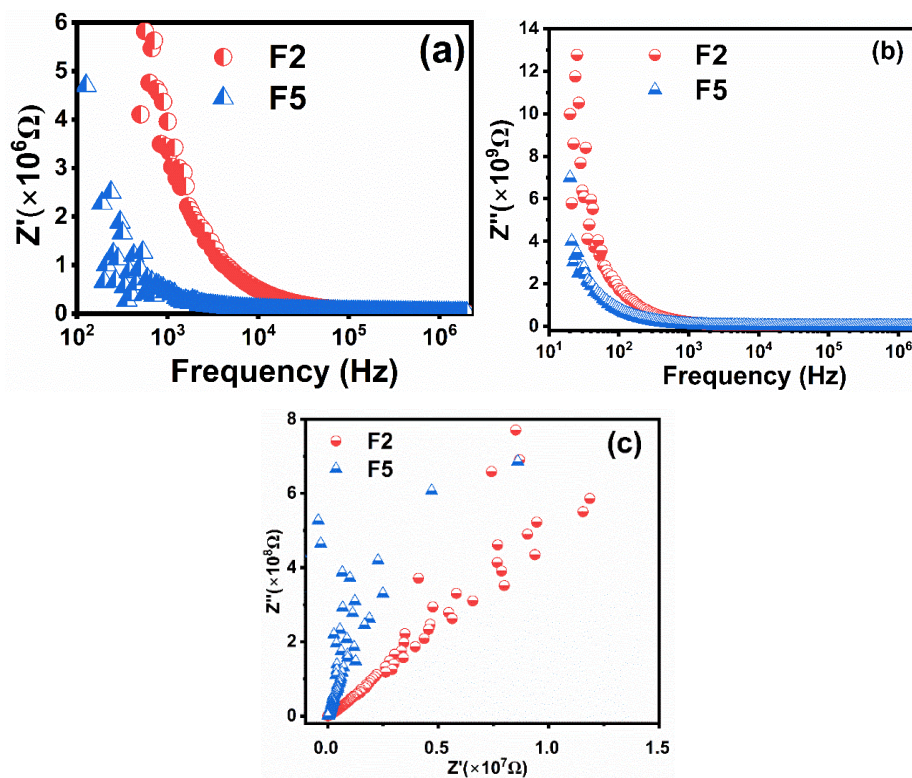 (a)
F2
F5
Z'(×10⁶Ω)
6
5
4
3
2
1
0
10² 10³ 10⁴ 10⁵ 10⁶
Frequency (Hz)
(b)
F2
F5
Z''(×10⁹Ω)
14
12
10
8
6
4
2
0
10¹ 10² 10³ 10⁴ 10⁵ 10⁶
Frequency (Hz)
(c)
F2
F5
Z''(×10⁸Ω)
8
6
4
2
0
0.0 0.5 1.0 1.5
Z'(×10⁷Ω)